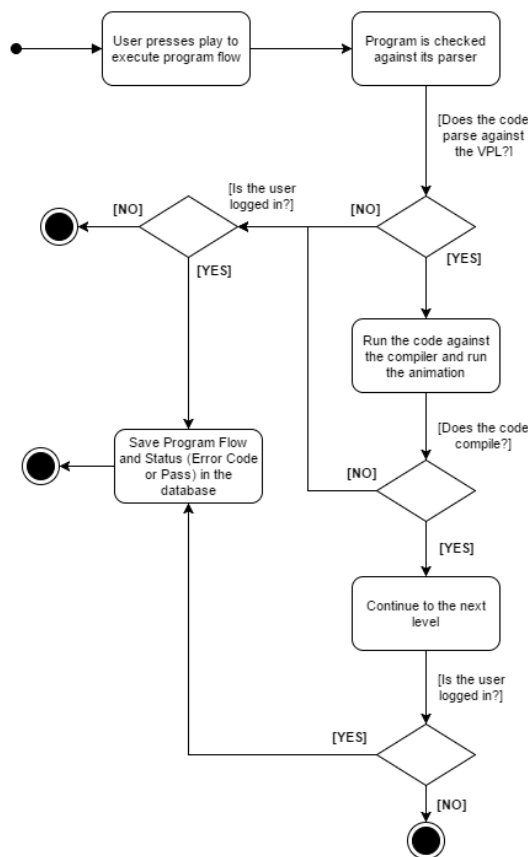 User presses play to
execute program flow
Program is checked
against its parser
[Does the code
parse against
the VPL?]
[Is the user
logged in?]
[NO]
[NO]
[YES]
[YES]
Run the code against
the compiler and run
the animation
[Does the code
compile?]
Save Program Flow
and Status (Error Code
or Pass) in the
database
[NO]
[YES]
Continue to the next
level
[Is the user
logged in?]
[YES]
[NO]